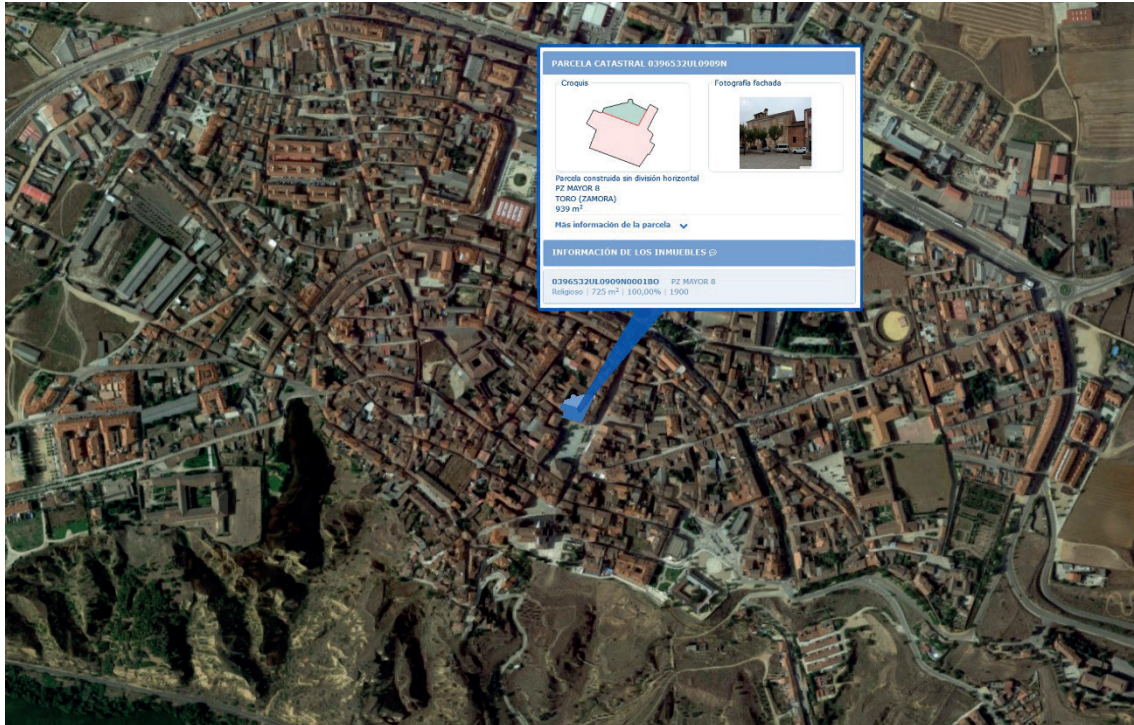 PARCELA CATASTRAL 0396532UL0909N
Croquis
Fotografía fachada
Parcela construida sin división horizontal
PZ MAYOR 8
TORO (ZAMORA)
939 m²
Más información de la parcela
INFORMACIÓN DE LOS INMUEBLES
0396532UL0909N0001BO PZ MAYOR 8
Religioso | 725 m² | 100,00% | 1900